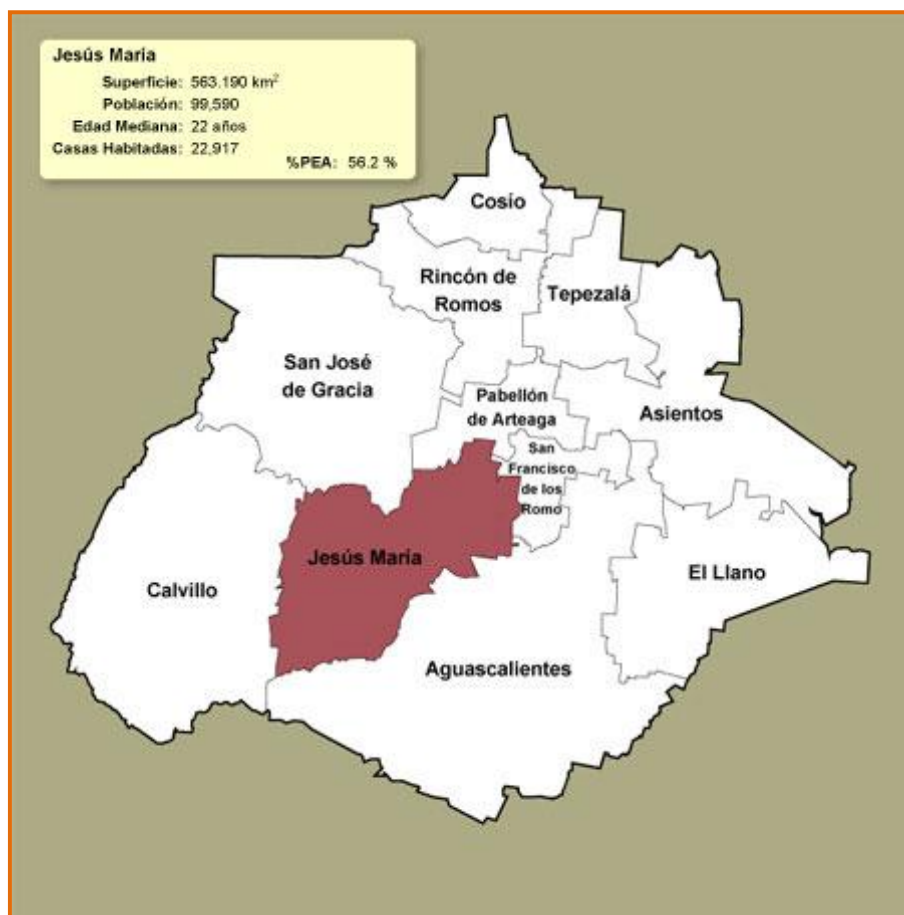 Jesús María
Superficie: 563.190 km²
Población: 99,590
Edad Mediana: 22 años
Casas Habitadas: 22,917
%PEA: 56.2 %
Cosío
Rincón de
Romos
Tepezalá
San José
de Gracia
Pabellón
de Arteaga
Asientos
San
Francisco
de los
Romo
Jesús María
El Llano
Calvillo
Aguascalientes